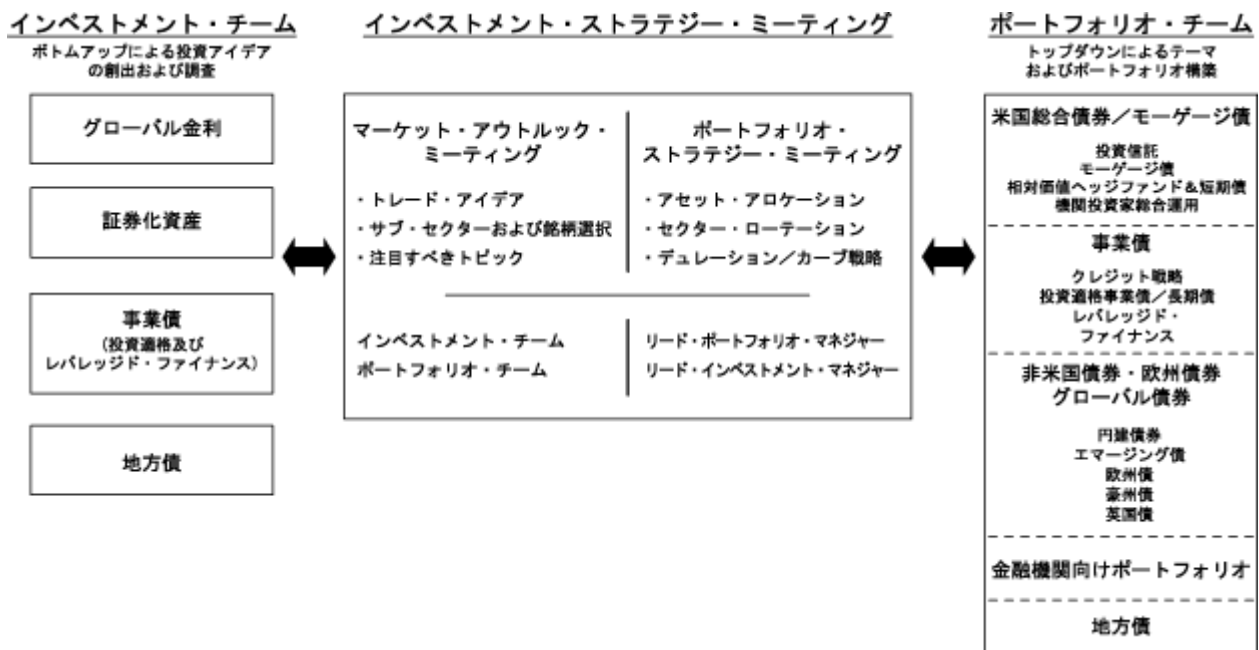 インベストメント・チーム
ボトムアップによる投資アイデア
の創出および調査
グローバル金利
証券化資産
事業債
(投資適格及び
レバレッジド・ファイナンス)
地方債
インベストメント・ストラテジー・ミーティング
マーケット・アウトルック・
ミーティング
・トレード・アイデア
・サブ・セクターおよび銘柄選択
・注目すべきトピック
ポートフォリオ・
ストラテジー・ミーティング
・アセット・アロケーション
・セクター・ローテーション
・デュレーション/カーブ戦略
インベストメント・チーム
ポートフォリオ・チーム
リード・ポートフォリオ・マネジャー
リード・インベストメント・マネジャー
ポートフォリオ・チーム
トップダウンによるテーマ
およびポートフォリオ構築
米国総合債券/モーゲージ債
投資信託
モーゲージ債
相対価値ヘッジファンド&短期債
機関投資家総合運用
事業債
クレジット戦略
投資適格事業債/長期債
レバレッジド・
ファイナンス
非米国債券・欧州債券
グローバル債券
円建債券
エマージング債
欧州債
豪州債
英国債
金融機関向けポートフォリオ
地方債